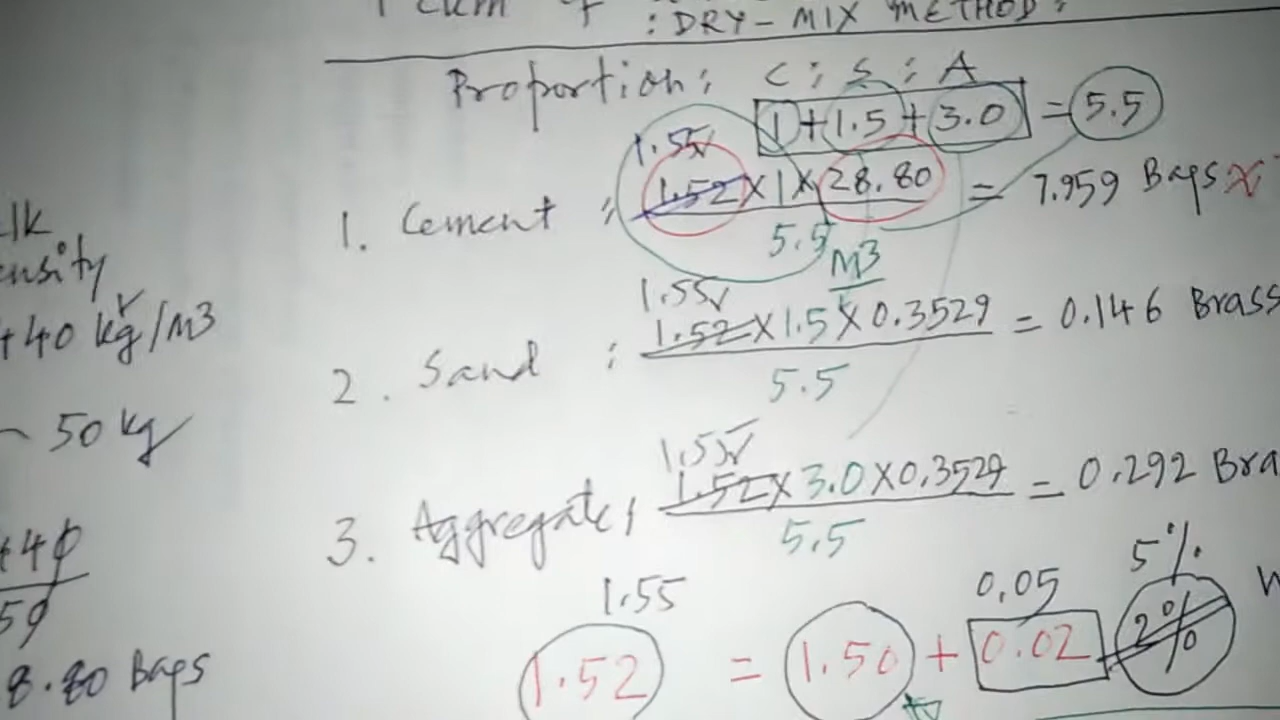 1 cum of : DRY-MIX METHOD:
Proportion: C : S : A
1 + 1.5 + 3.0 = 5.5
1.55
1. Cement : 1.52 X 1 X 28.80 = 7.959 Bags X
5.5
M3
1.55
2. Sand : 1.52 X 1.5 X 0.3529 = 0.146 Brass
5.5
1.55
3. Aggregate; 1.52 X 3.0 X 0.3529 = 0.292 Bra
5.5
1.55 0.05 5%
1.52 = 1.50 + 0.02 2%
lk
ensity
40 kg/M3
50 kg
40
50
8.80 Bags